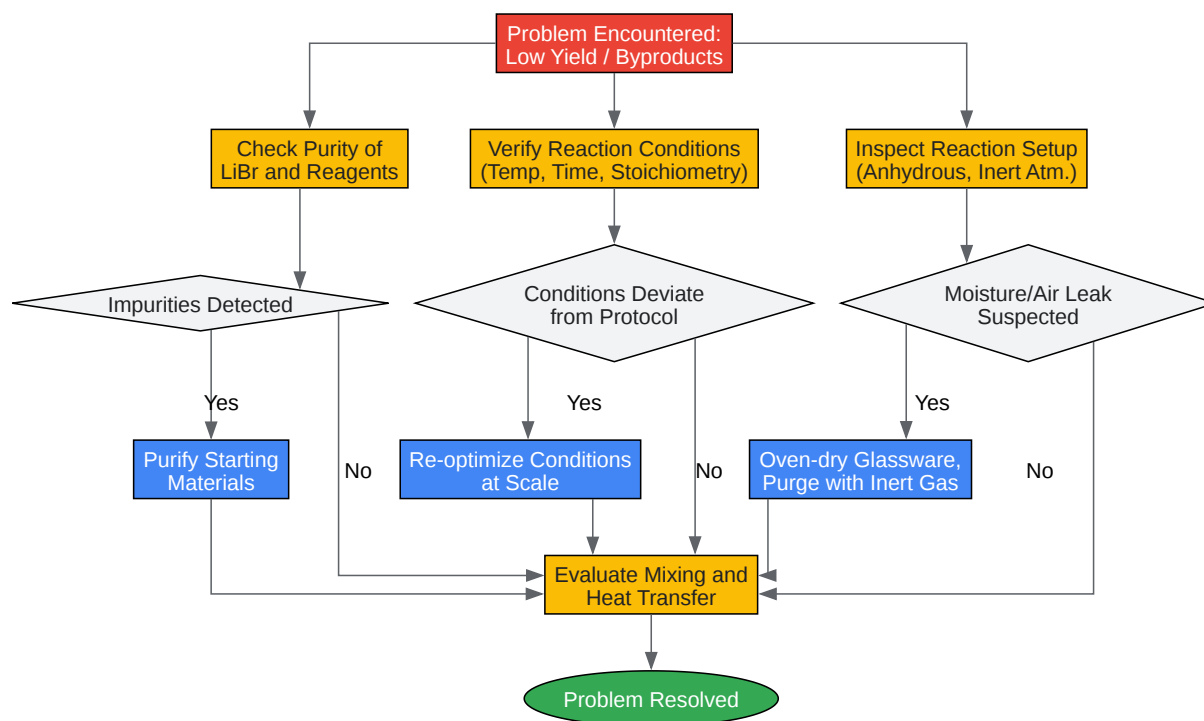 Problem Encountered:
Low Yield / Byproducts
Check Purity of
LiBr and Reagents
Verify Reaction Conditions
(Temp, Time, Stoichiometry)
Inspect Reaction Setup
(Anhydrous, Inert Atm.)
Impurities Detected
Conditions Deviate
from Protocol
Moisture/Air Leak
Suspected
Yes
Yes
Yes
Purify Starting
Materials
No
Re-optimize Conditions
at Scale
No
Oven-dry Glassware,
Purge with Inert Gas
No
Evaluate Mixing and
Heat Transfer
Problem Resolved